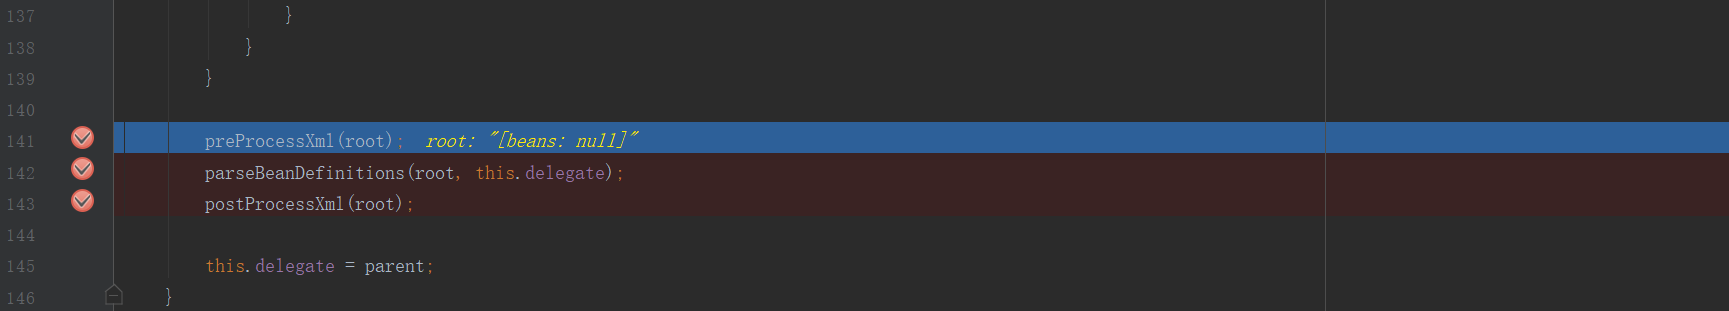 137 }
138 }
139 }
140
141 preProcessXml(root); root: "[beans: null]"
142 parseBeanDefinitions(root, this.delegate);
143 postProcessXml(root);
144
145 this.delegate = parent;
146 }